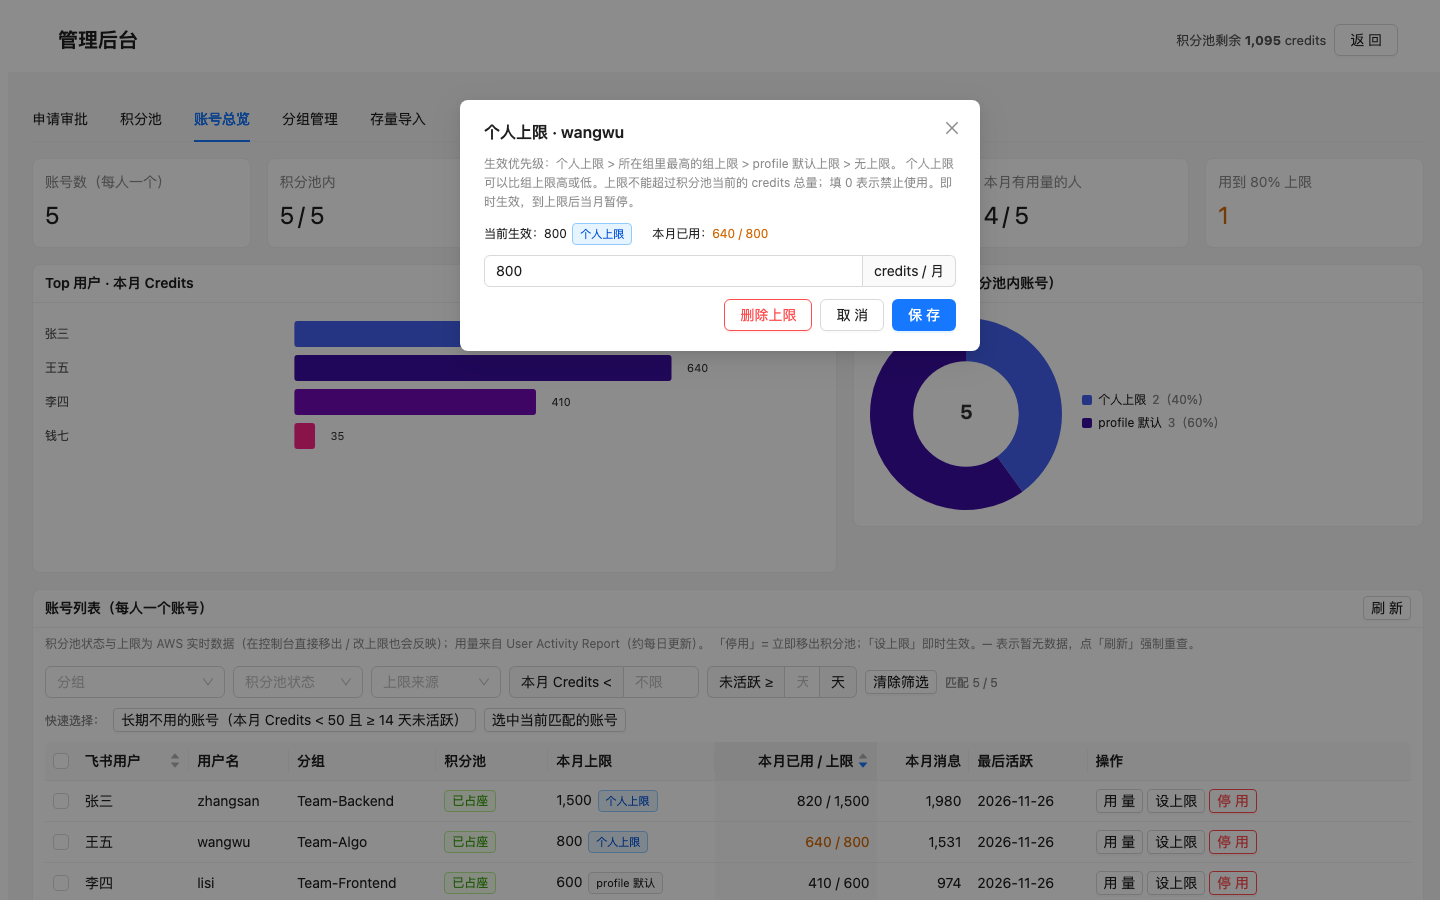 管理后台
积分池剩余 1,095 credits
返 回
申请审批
积分池
账号总览
分组管理
存量导入
个人上限 · wangwu
生效优先级：个人上限 > 所在组里最高的组上限 > profile 默认上限 > 无上限。 个人上限
可以比组上限高或低。上限不能超过积分池当前的 credits 总量；填 0 表示禁止使用。即
时生效，到上限后当月暂停。
当前生效：800 个人上限 本月已用：640 / 800
800
credits / 月
删除上限
取 消
保 存
账号数（每人一个）
5
积分池内
5 / 5
本月有用量的人
4 / 5
用到 80% 上限
1
Top 用户 · 本月 Credits
张三
王五
640
李四
410
钱七
35
分池内账号）
5
个人上限 2 (40%)
profile 默认 3 (60%)
账号列表（每人一个账号）
刷 新
积分池状态与上限为 AWS 实时数据（在控制台直接移出 / 改上限也会反映）；用量来自 User Activity Report（约每日更新）。 「停用」= 立即移出积分池；「设上限」即时生效。— 表示暂无数据，点「刷新」强制重查。
分组
积分池状态
上限来源
本月 Credits <
不限
未活跃 ≥
天
天
清除筛选
匹配 5 / 5
快速选择：
长期不用的账号（本月 Credits < 50 且 ≥ 14 天未活跃）
选中当前匹配的账号
飞书用户 用户名 分组 积分池 本月上限 本月已用 / 上限 本月消息 最后活跃 操作
张三 zhangsan Team-Backend 已占座 1,500 个人上限 820 / 1,500 1,980 2026-11-26 用 量 设上限 停 用
王五 wangwu Team-Algo 已占座 800 个人上限 640 / 800 1,531 2026-11-26 用 量 设上限 停 用
李四 lisi Team-Frontend 已占座 600 profile 默认 410 / 600 974 2026-11-26 用 量 设上限 停 用